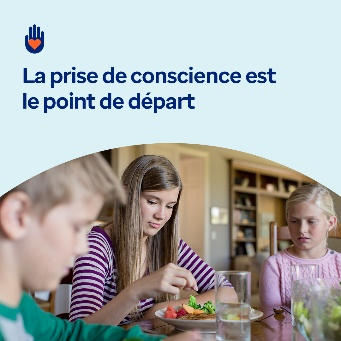 La prise de conscience est
le point de départ